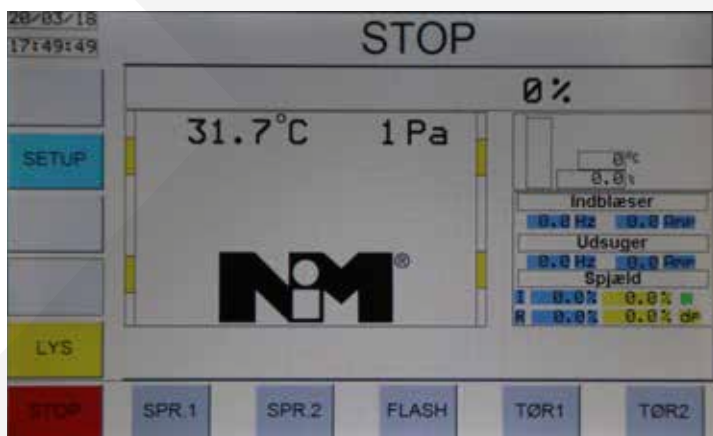 20/03/18
17:49:49
STOP
0%
31.7°C 1 Pa
SETUP
0°C
0.0
Indblæser
0.0 Hz 0.0 Amp
Udsuger
0.0 Hz 0.0 Amp
Spjæld
I 0.0% 0.0%
R 0.0% 0.0% de
NiM®
LYS
STOP
SPR.1 SPR.2 FLASH TØR1 TØR2